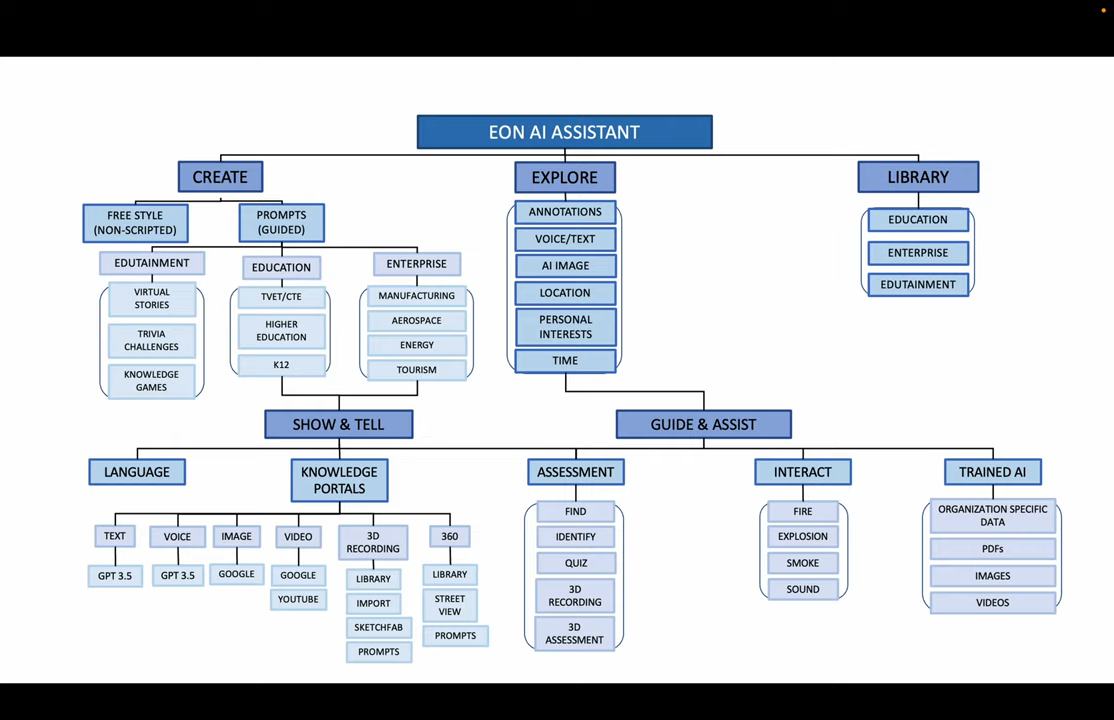 EON AI ASSISTANT
CREATE
EXPLORE
LIBRARY
FREE STYLE
(NON-SCRIPTED)
PROMPTS
(GUIDED)
EDUTAINMENT
VIRTUAL
STORIES
TRIVIA
CHALLENGES
KNOWLEDGE
GAMES
EDUCATION
TVET/CTE
HIGHER
EDUCATION
K12
ENTERPRISE
MANUFACTURING
AEROSPACE
ENERGY
TOURISM
ANNOTATIONS
VOICE/TEXT
AI IMAGE
LOCATION
PERSONAL
INTERESTS
TIME
EDUCATION
ENTERPRISE
EDUTAINMENT
SHOW & TELL
GUIDE & ASSIST
LANGUAGE
KNOWLEDGE
PORTALS
TEXT
GPT 3.5
VOICE
GPT 3.5
IMAGE
GOOGLE
VIDEO
GOOGLE
YOUTUBE
3D
RECORDING
LIBRARY
IMPORT
SKETCHFAB
PROMPTS
360
LIBRARY
STREET
VIEW
PROMPTS
ASSESSMENT
FIND
IDENTIFY
QUIZ
3D
RECORDING
3D
ASSESSMENT
INTERACT
FIRE
EXPLOSION
SMOKE
SOUND
TRAINED AI
ORGANIZATION SPECIFIC
DATA
PDFs
IMAGES
VIDEOS